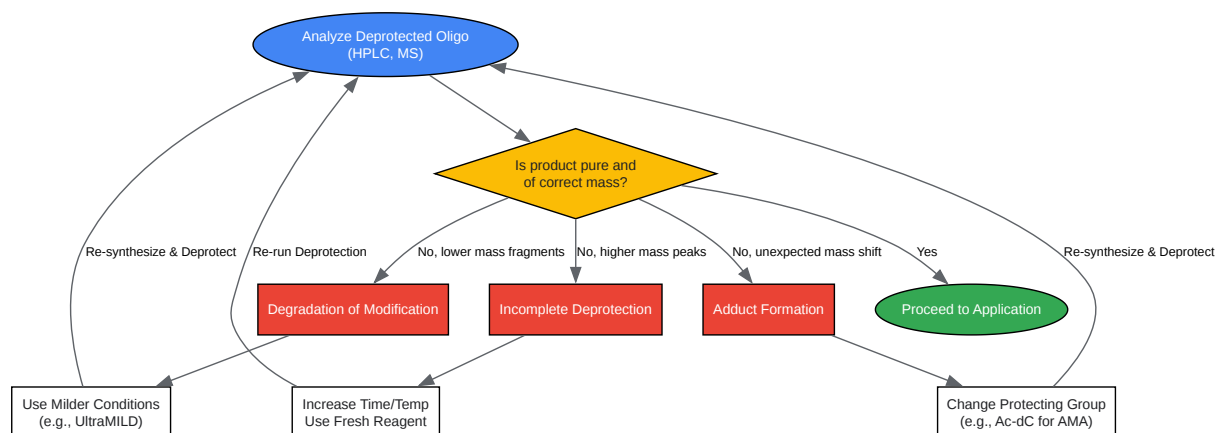 Analyze Deprotected Oligo
(HPLC, MS)
Is product pure and
of correct mass?
Re-synthesize & Deprotect
Re-run Deprotection
No, lower mass fragments
No, higher mass peaks
No, unexpected mass shift
Yes
Re-synthesize & Deprotect
Degradation of Modification
Incomplete Deprotection
Adduct Formation
Proceed to Application
Use Milder Conditions
(e.g., UltraMILD)
Increase Time/Temp
Use Fresh Reagent
Change Protecting Group
(e.g., Ac-dC for AMA)